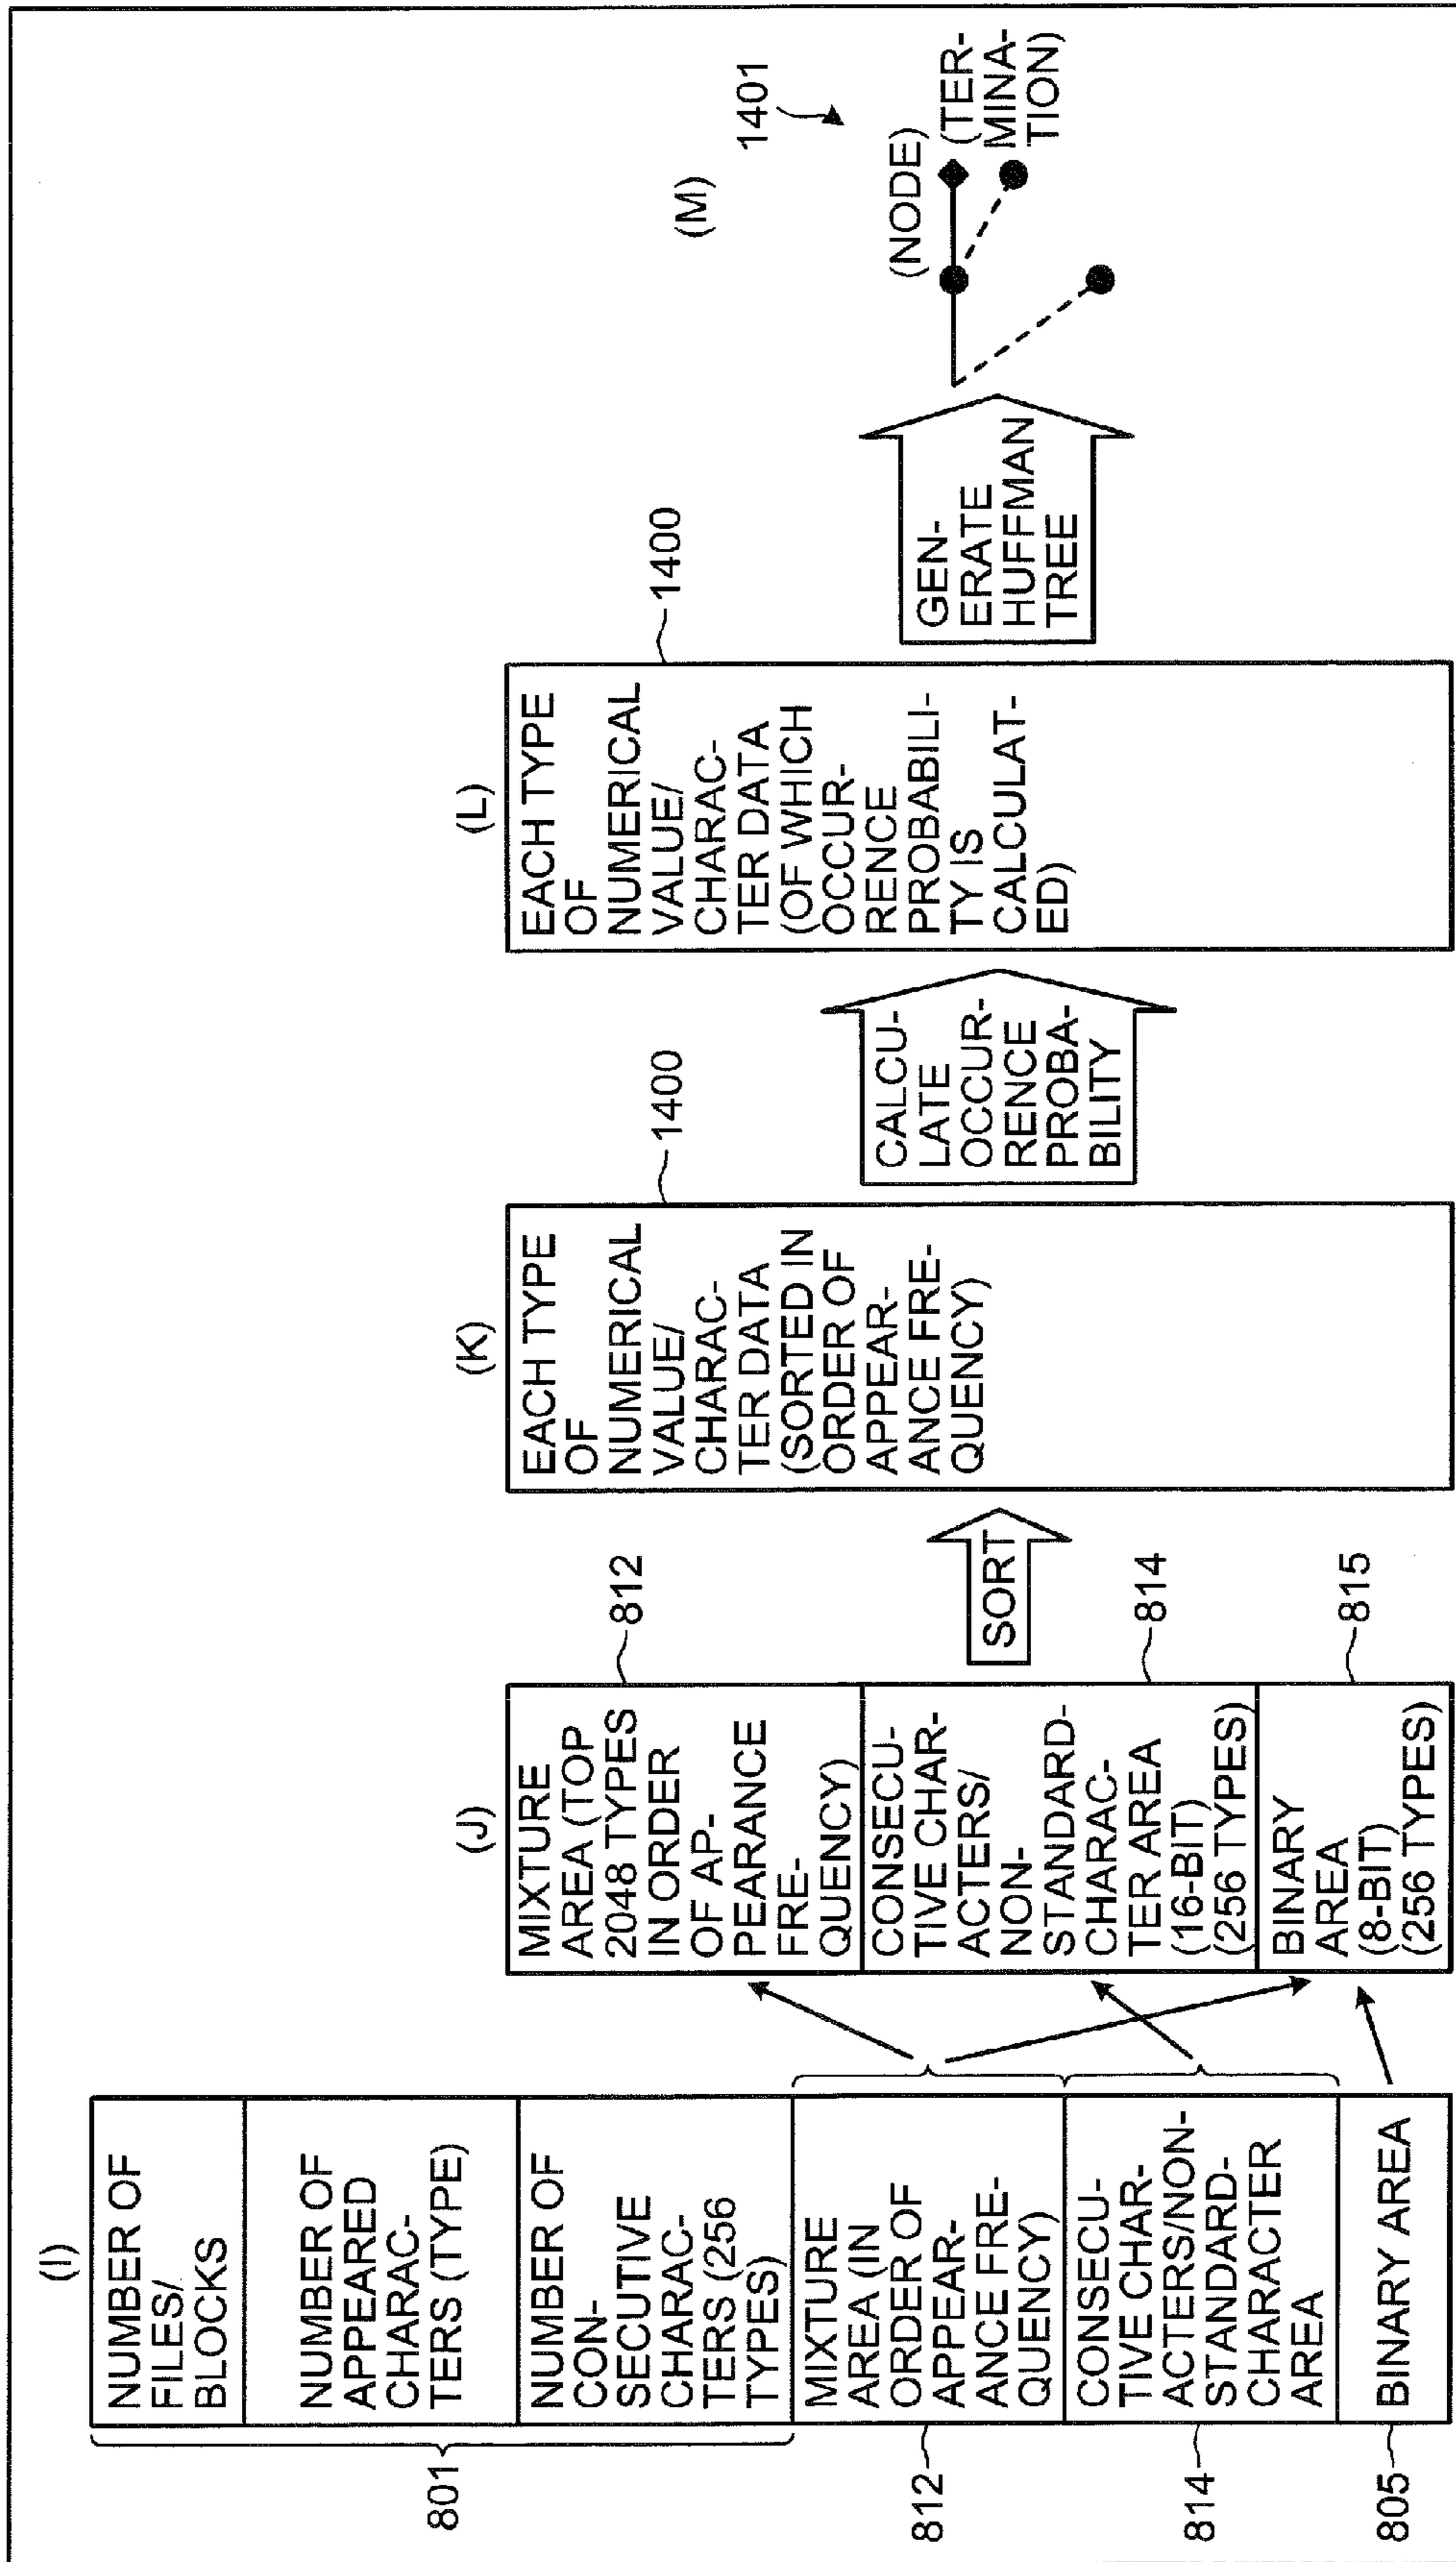 (I)
NUMBER OF
FILES/
BLOCKS
NUMBER OF
APPEARED
CHARAC-
TERS (TYPE)
NUMBER OF
CON-
SECUTIVE
CHARAC-
TERS (256
TYPES)
801
MIXTURE
AREA (IN
ORDER OF
APPEAR-
ANCE FRE-
QUENCY)
812
CONSECU-
TIVE CHAR-
ACTERS/NON-
STANDARD-
CHARACTER
AREA
814
BINARY AREA
805
(J)
MIXTURE
AREA (TOP
2048 TYPES
IN ORDER
OF AP-
PEARANCE
FRE-
QUENCY)
812
CONSECU-
TIVE CHAR-
ACTERS/
NON-
STANDARD-
CHARAC-
TER AREA
(16-BIT)
(256 TYPES)
814
BINARY
AREA
(8-BIT)
(256 TYPES)
815
SORT
(K)
EACH TYPE
OF
NUMERICAL
VALUE/
CHARAC-
TER DATA
(SORTED IN
ORDER OF
APPEAR-
ANCE FRE-
QUENCY)
1400
CALCU-
LATE
OCCUR-
RENCE
PROBA-
BILITY
(L)
EACH TYPE
OF
NUMERICAL
VALUE/
CHARAC-
TER DATA
(OF WHICH
OCCUR-
RENCE
PROBABILI-
TY IS
CALCULAT-
ED)
1400
GEN-
ERATE
HUFFMAN
TREE
(M)
1401
(NODE)
(TER-
MINA-
TION)